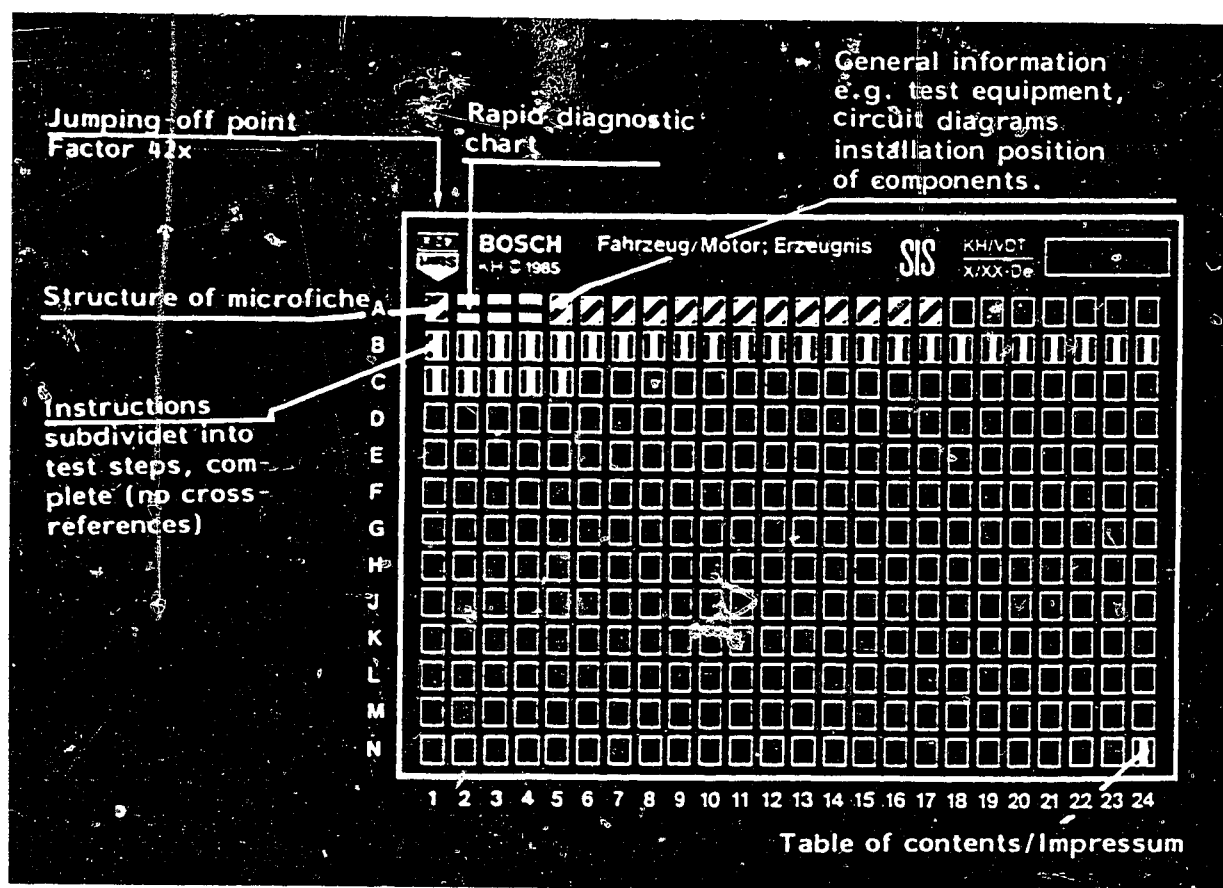 General information
e.g. test equipment,
circuit diagrams
installation position
of components.
Jumping off point
Factor 42x
Rapid diagnostic
chart
BOSCH
KH © 1985
Fahrzeug/Motor; Erzeugnis
SIS
KH/VDT
X/XX-De
Structure of microfiche
A
B
C
D
E
F
G
H
J
K
L
M
N
Instructions
subdividet into
test steps, com-
plete (no cross-
references)
1 2 3 4 5 6 7 8 9 10 11 12 13 14 15 16 17 18 19 20 21 22 23 24
Table of contents/Impressum